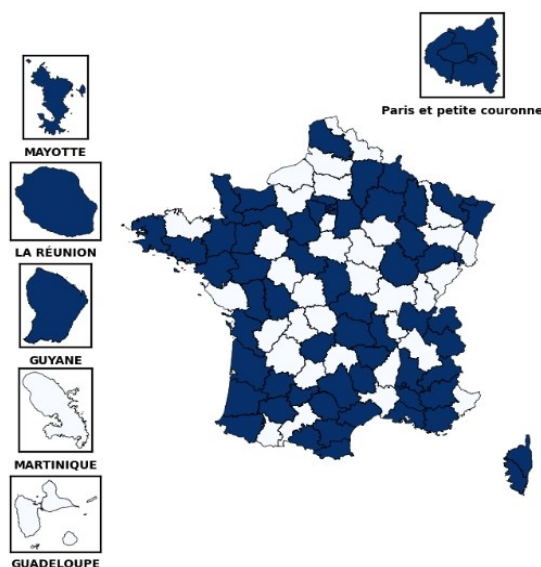 Paris et petite couronne
MAYOTTE
LA RÉUNION
GUYANE
MARTINIQUE
GUADELOUPE